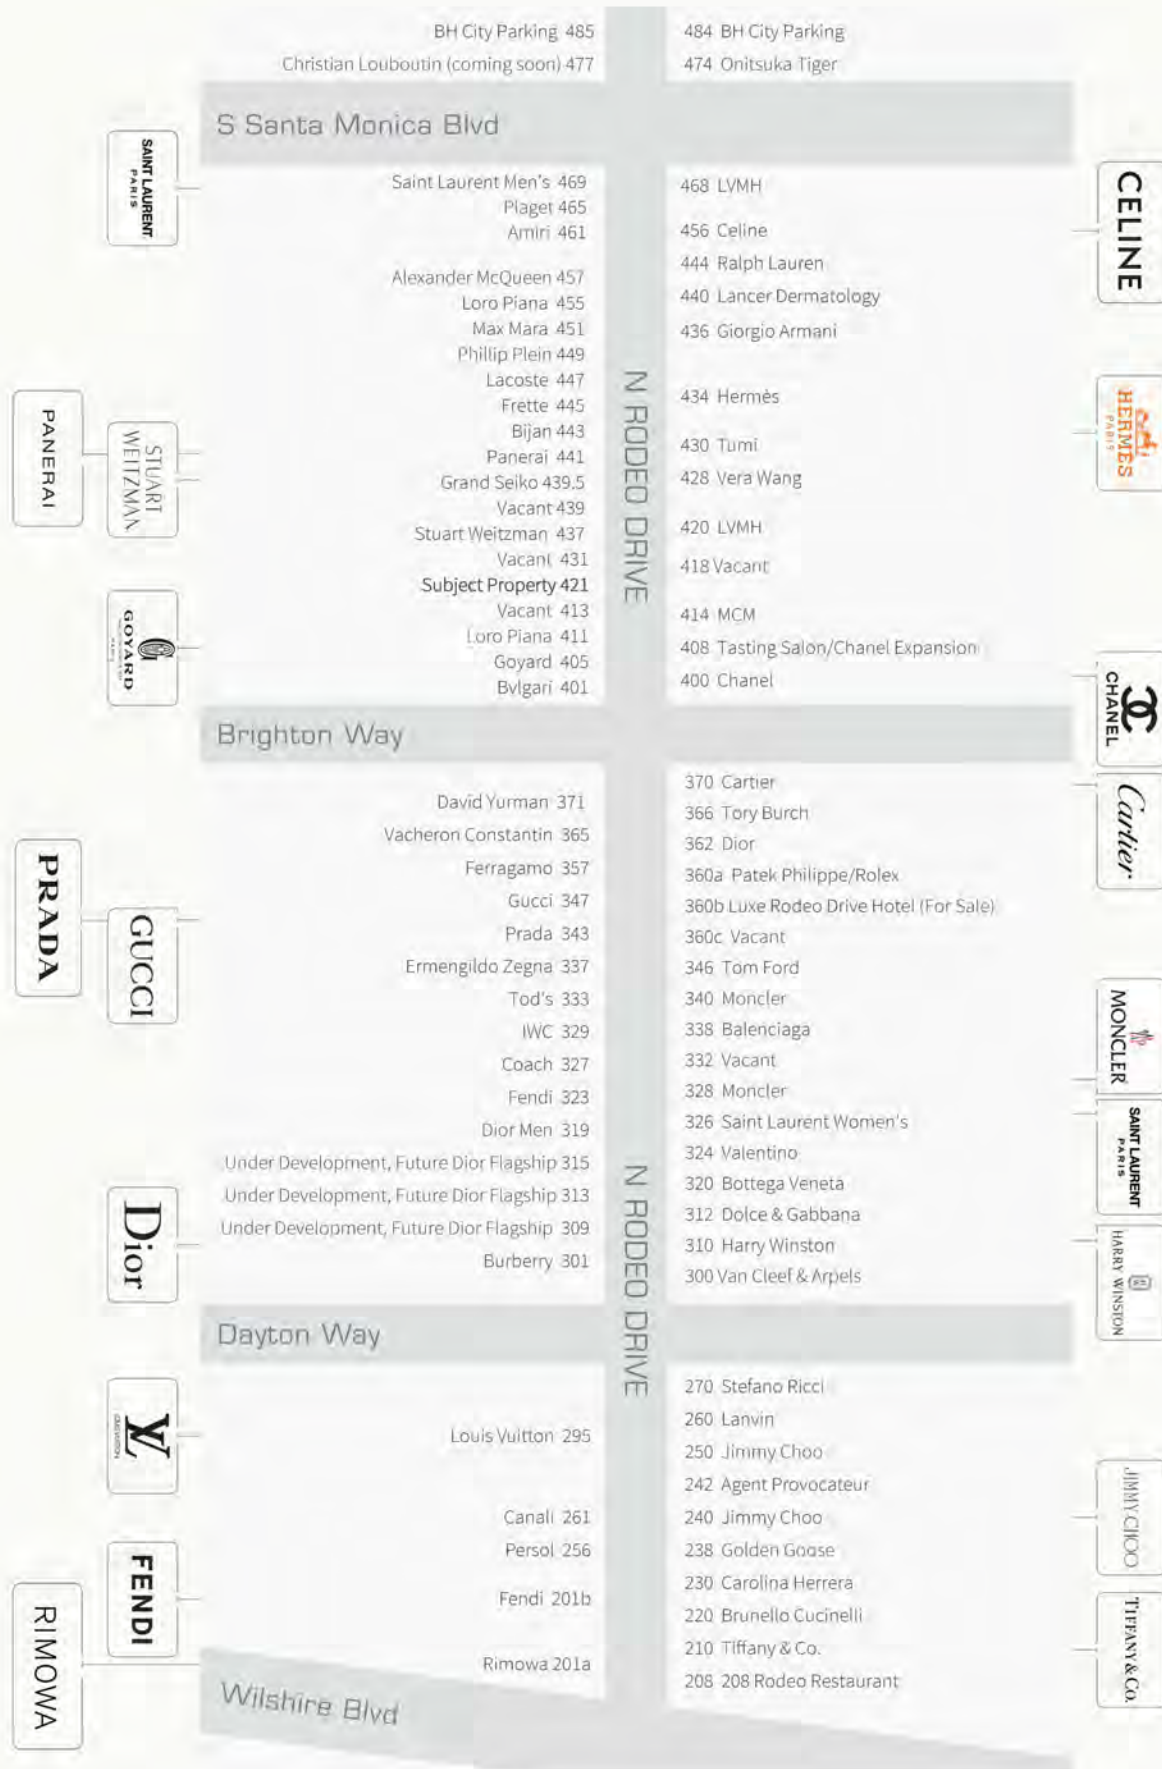 BH City Parking 485
Christian Louboutin (coming soon) 477
484 BH City Parking
474 Onitsuka Tiger
S Santa Monica Blvd
Saint Laurent Men's 469
Piaget 465
Amiri 461
Alexander McQueen 457
Loro Piana 455
Max Mara 451
Phillip Plein 449
Lacoste 447
Frette 445
Bijan 443
Panerai 441
Grand Seiko 439.5
Vacant 439
Stuart Weitzman 437
Vacant 431
Subject Property 421
Vacant 413
Loro Piana 411
Goyard 405
Bvlgari 401
468 LVMH
456 Celine
444 Ralph Lauren
440 Lancer Dermatology
436 Giorgio Armani
434 Hermès
430 Tumi
428 Vera Wang
420 LVMH
418 Vacant
414 MCM
408 Tasting Salon/Chanel Expansion
400 Chanel
N RODEO DRIVE
SAINT LAURENT
PARIS
PANERAI
STUART
WEITZMAN
GOYARD
PARIS
CELINE
HERMES
PARIS
CHANEL
Brighton Way
David Yurman 371
Vacheron Constantin 365
Ferragamo 357
Gucci 347
Prada 343
Ermengildo Zegna 337
Tod's 333
IWC 329
Coach 327
Fendi 323
Dior Men 319
Under Development, Future Dior Flagship 315
Under Development, Future Dior Flagship 313
Under Development, Future Dior Flagship 309
Burberry 301
370 Cartier
366 Tory Burch
362 Dior
360a Patek Philippe/Rolex
360b Luxe Rodeo Drive Hotel (For Sale)
360c Vacant
346 Tom Ford
340 Moncler
338 Balenciaga
332 Vacant
328 Moncler
326 Saint Laurent Women's
324 Valentino
320 Bottega Veneta
312 Dolce & Gabbana
310 Harry Winston
300 Van Cleef & Arpels
N RODEO DRIVE
PRADA
GUCCI
Dior
Cartier
MONCLER
SAINT LAURENT
PARIS
HARRY WINSTON
Dayton Way
Louis Vuitton 295
Canali 261
Persol 256
Fendi 201b
Rimowa 201a
270 Stefano Ricci
260 Lanvin
250 Jimmy Choo
242 Agent Provocateur
240 Jimmy Choo
238 Golden Goose
230 Carolina Herrera
220 Brunello Cucinelli
210 Tiffany & Co.
208 208 Rodeo Restaurant
LV
LOUIS VUITTON
FENDI
RIMOWA
JIMMY CHOO
TIFFANY & CO.
Wilshire Blvd